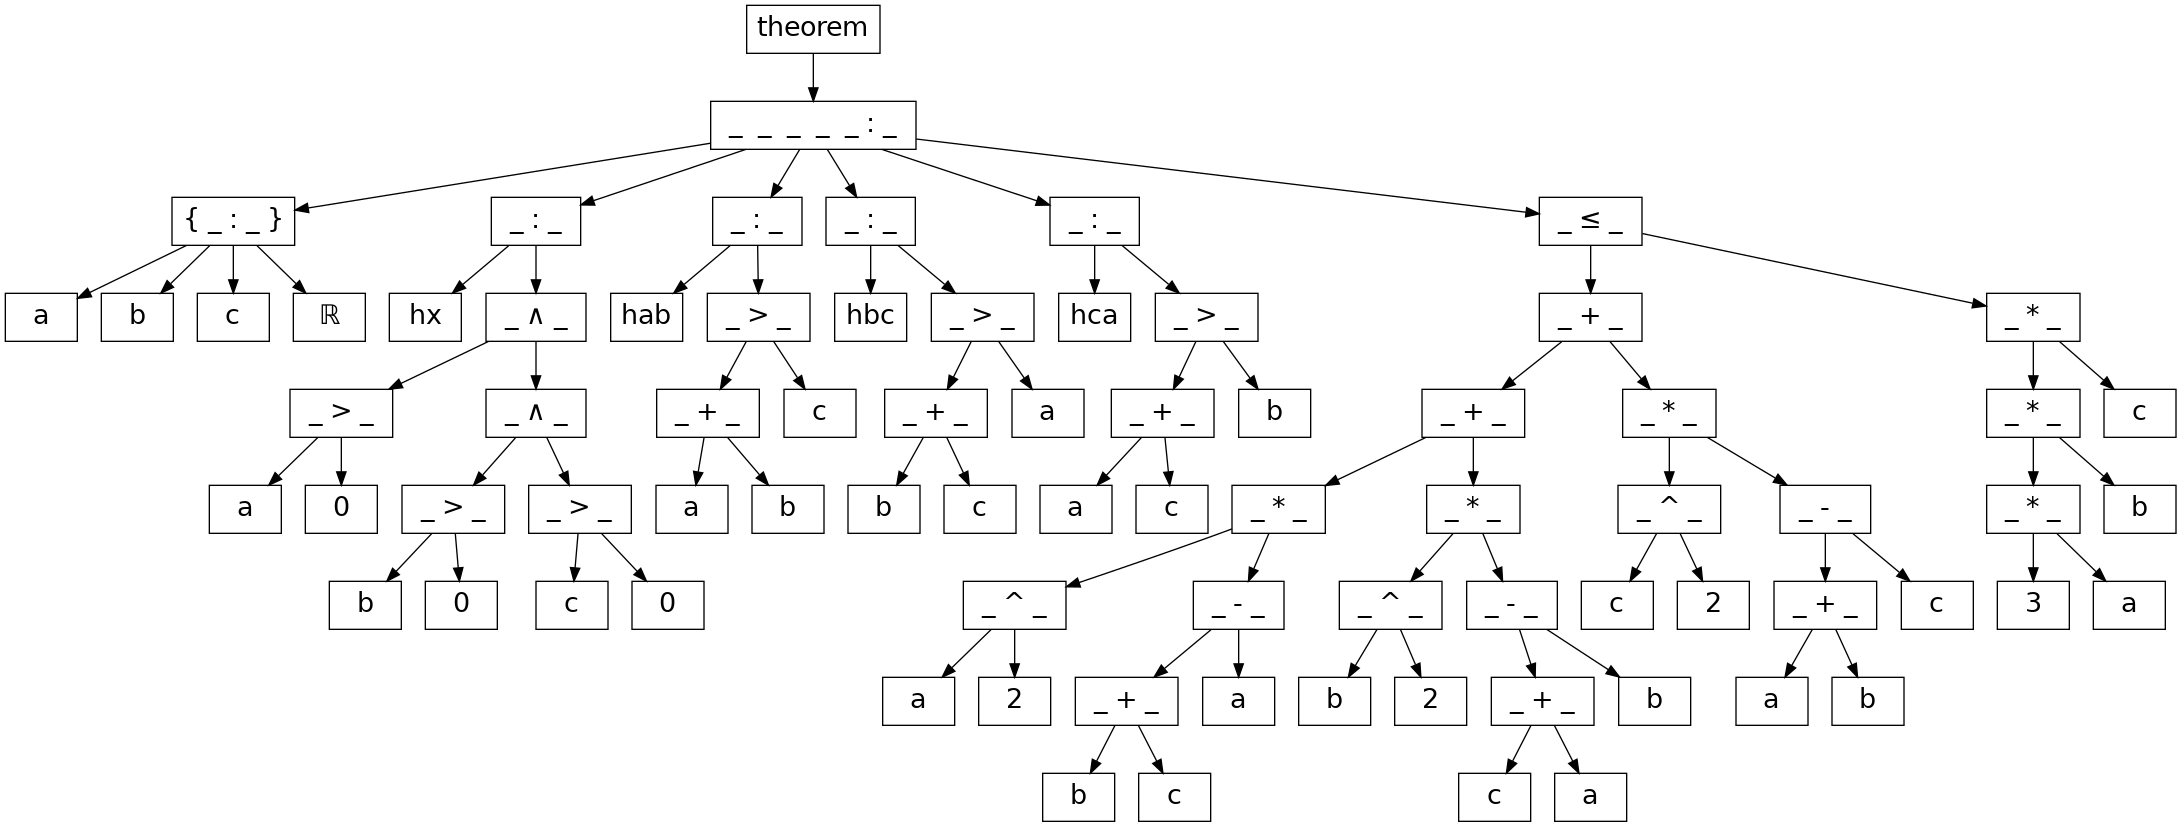 theorem
_ _ _ _ _ : _
{ _ : _ } _ : _ _ : _ _ : _ _ : _ _ ≤ _
a b c ℝ hx _ ∧ _ hab _ > _ hbc _ > _ hca _ > _ _ + _ _ * _
_ > _ _ ∧ _ _ + _ c _ + _ a _ + _ b _ + _ _ * _ _ * _ c
a 0 _ > _ _ > _ a b b c a c _ * _ _ * _ _ ^ _ _ - _ _ * _ b
b 0 c 0 _ ^ _ _ - _ _ ^ _ _ - _ c 2 _ + _ c 3 a
a 2 _ + _ a b 2 _ + _ b a b
b c c a